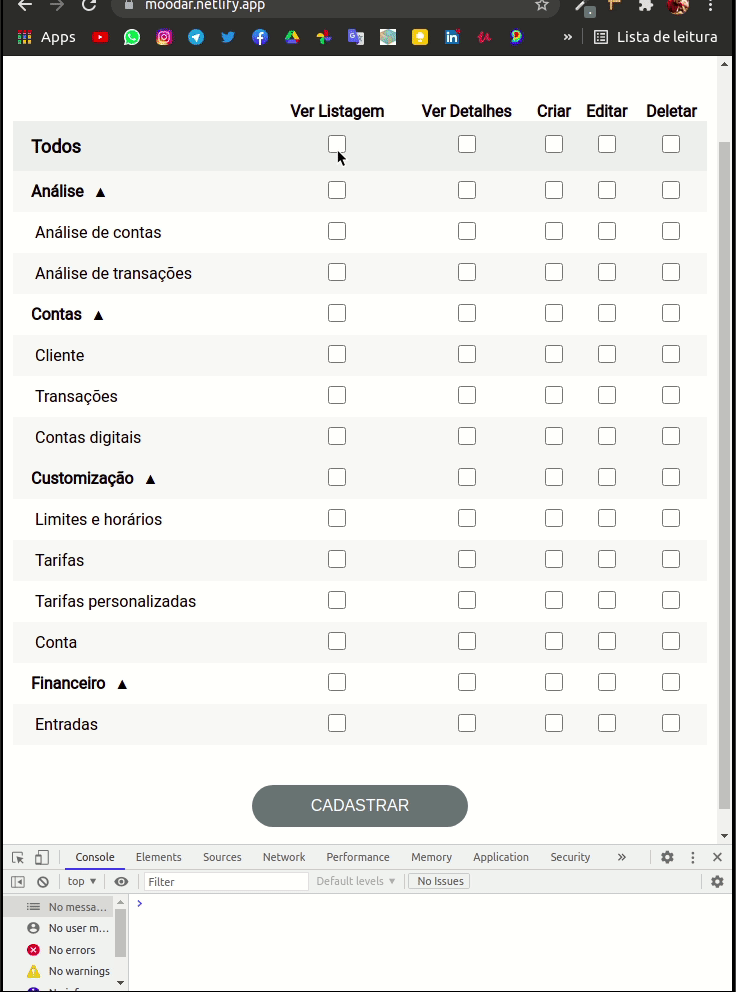 moodar.netlify.app
Apps
» Lista de leitura
Ver Listagem Ver Detalhes Criar Editar Deletar
Todos
Análise ▲
Análise de contas
Análise de transações
Contas ▲
Cliente
Transações
Contas digitais
Customização ▲
Limites e horários
Tarifas
Tarifas personalizadas
Conta
Financeiro ▲
Entradas
CADASTRAR
Console Elements Sources Network Performance Memory Application Security »
top ▼ Filter Default levels ▼ No Issues
No messa…
No user m…
No errors
No warnings